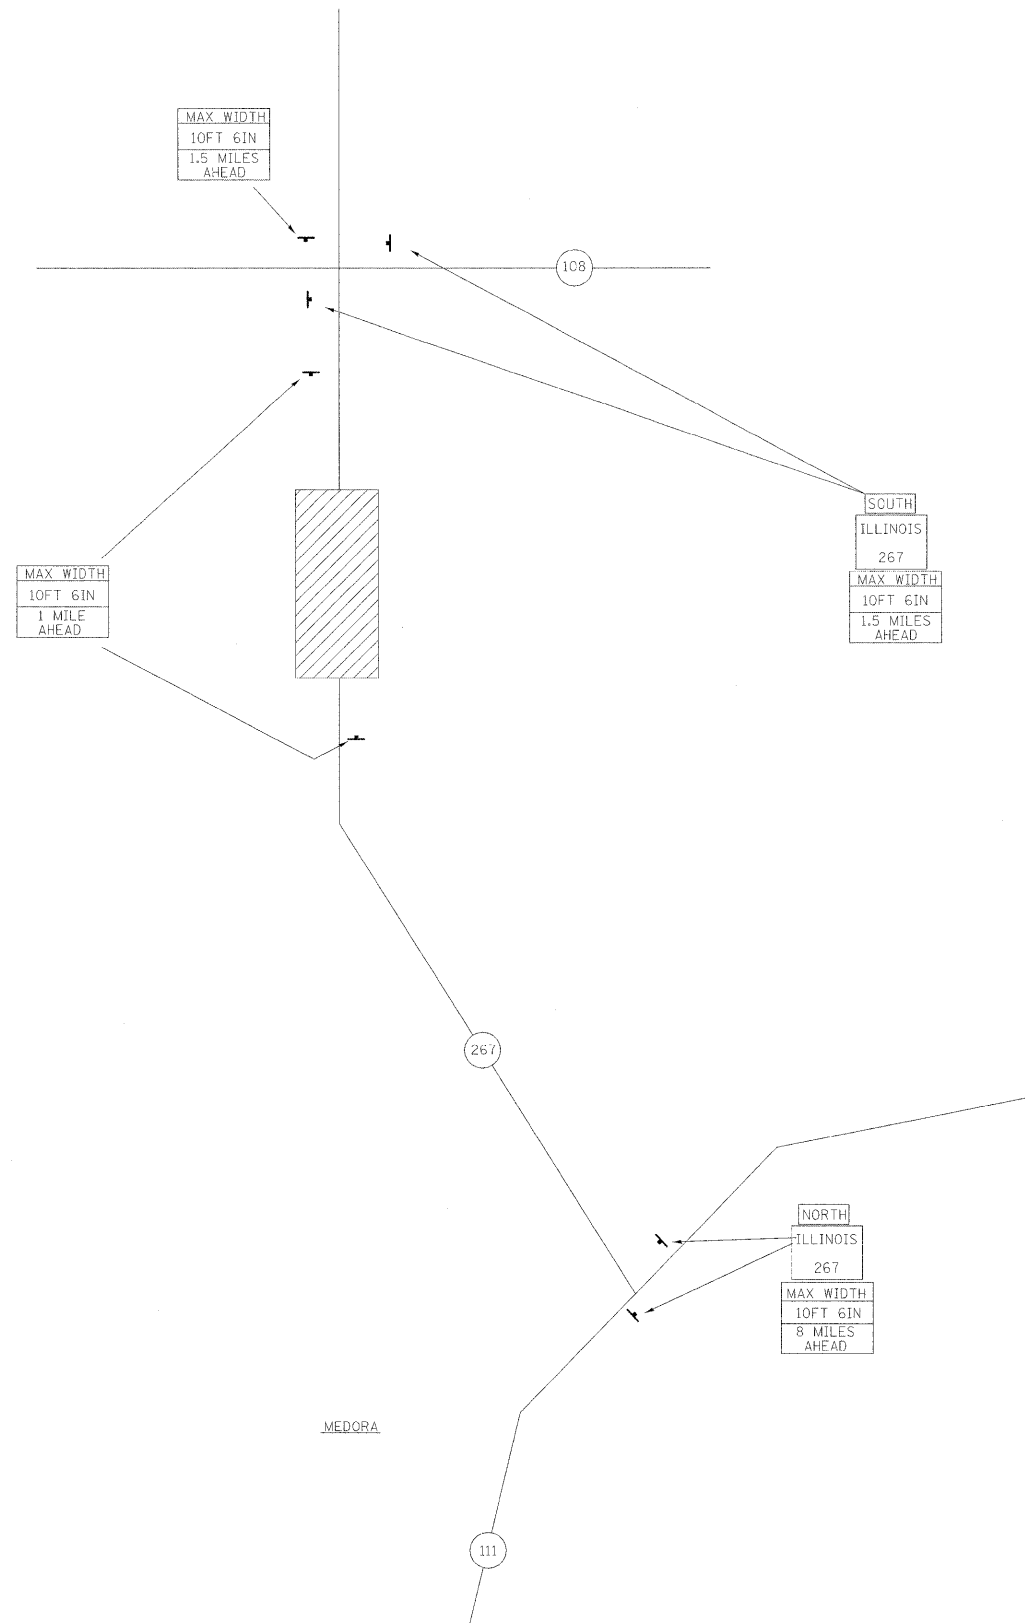 MAX WIDTH
10FT 6IN
1.5 MILES
AHEAD
108
SOUTH
ILLINOIS
267
MAX WIDTH
10FT 6IN
1.5 MILES
AHEAD
MAX WIDTH
10FT 6IN
1 MILE
AHEAD
267
NORTH
ILLINOIS
267
MAX WIDTH
10FT 6IN
8 MILES
AHEAD
MEDORA
111